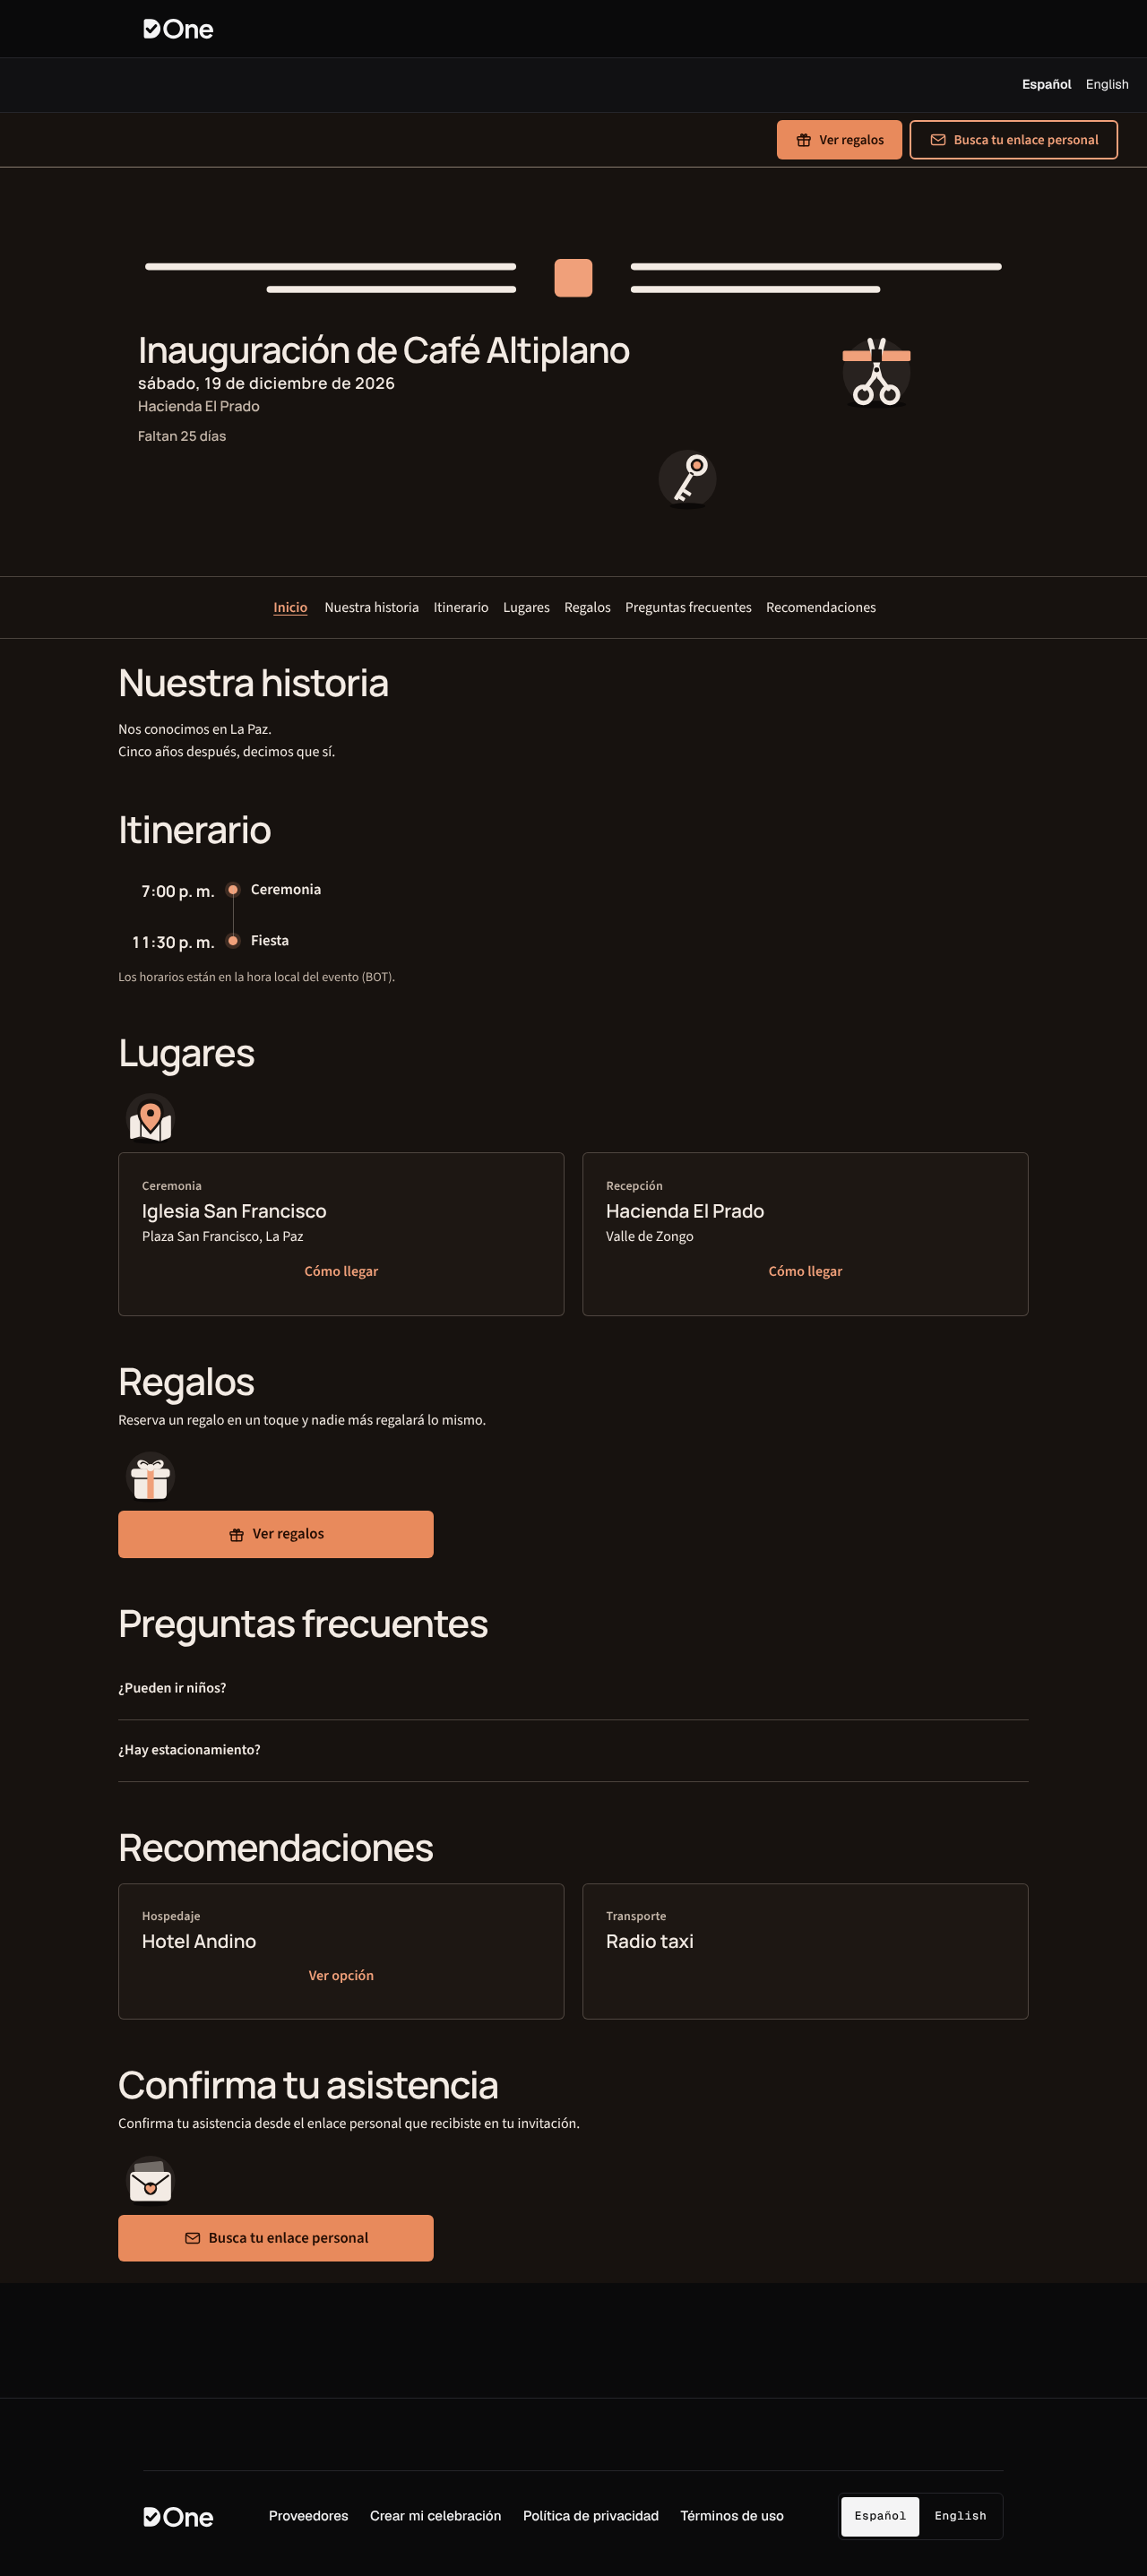 One
Español English
Ver regalos
Busca tu enlace personal
Inauguración de Café Altiplano
sábado, 19 de diciembre de 2026
Hacienda El Prado
Faltan 25 días
Inicio Nuestra historia Itinerario Lugares Regalos Preguntas frecuentes Recomendaciones
Nuestra historia
Nos conocimos en La Paz.
Cinco años después, decimos que sí.
Itinerario
7:00 p. m. Ceremonia
11:30 p. m. Fiesta
Los horarios están en la hora local del evento (BOT).
Lugares
Ceremonia
Iglesia San Francisco
Plaza San Francisco, La Paz
Cómo llegar
Recepción
Hacienda El Prado
Valle de Zongo
Cómo llegar
Regalos
Reserva un regalo en un toque y nadie más regalará lo mismo.
Ver regalos
Preguntas frecuentes
¿Pueden ir niños?
¿Hay estacionamiento?
Recomendaciones
Hospedaje
Hotel Andino
Ver opción
Transporte
Radio taxi
Confirma tu asistencia
Confirma tu asistencia desde el enlace personal que recibiste en tu invitación.
Busca tu enlace personal
One
Proveedores Crear mi celebración Política de privacidad Términos de uso
Español English